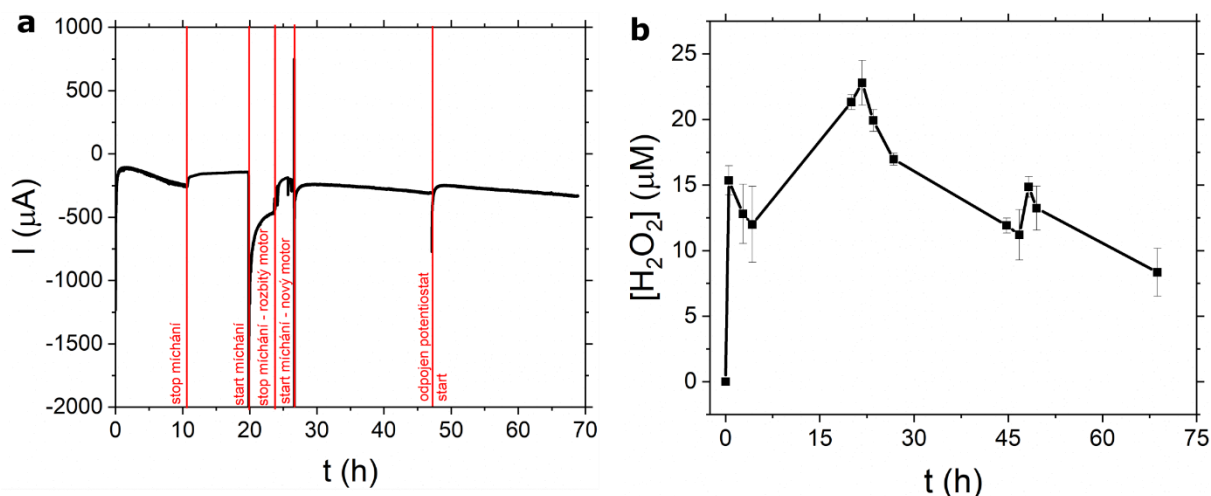 a
1000
500
0
-500
-1000
-1500
-2000
I (µA)
stop míchání
start míchání
stop míchání - rozbitý motor
start míchání - nový motor
odpojen potentiostat
start
0
10
20
30
40
50
60
70
t (h)
b
25
20
15
10
5
0
[H₂O₂] (µM)
0
15
30
45
60
75
t (h)